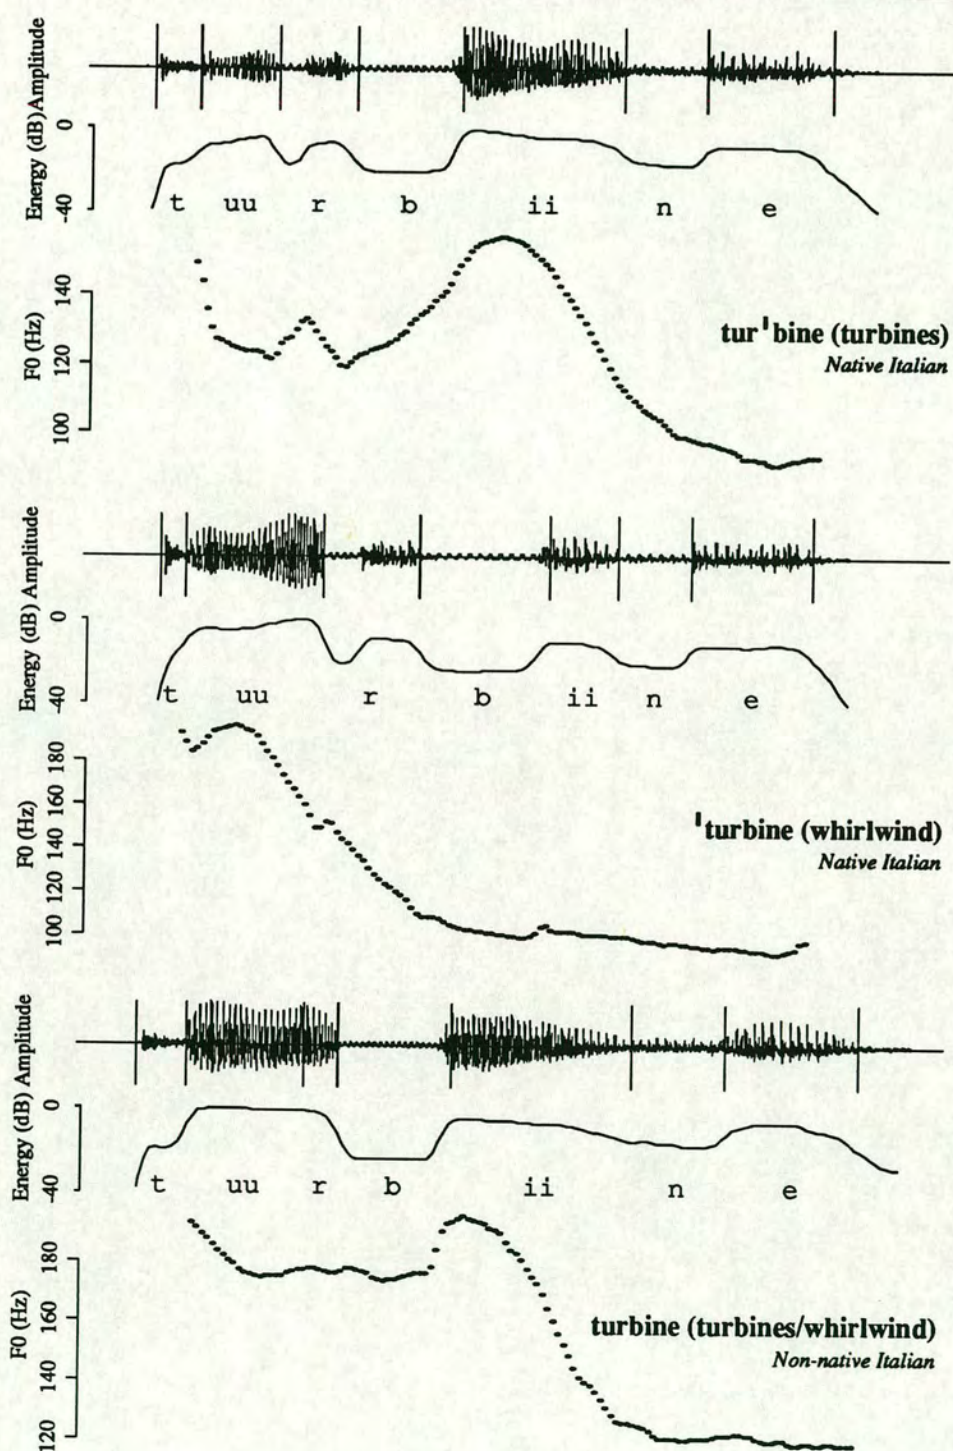 Energy (dB) Amplitude
0
-40
t uu r b ii n e
F0 (Hz)
140
120
100
tur'bine (turbines)
Native Italian
Energy (dB) Amplitude
0
-40
t uu r b ii n e
F0 (Hz)
180
160
140
120
100
'turbine (whirlwind)
Native Italian
Energy (dB) Amplitude
0
-40
t uu r b ii n e
F0 (Hz)
180
160
140
120
turbine (turbines/whirlwind)
Non-native Italian